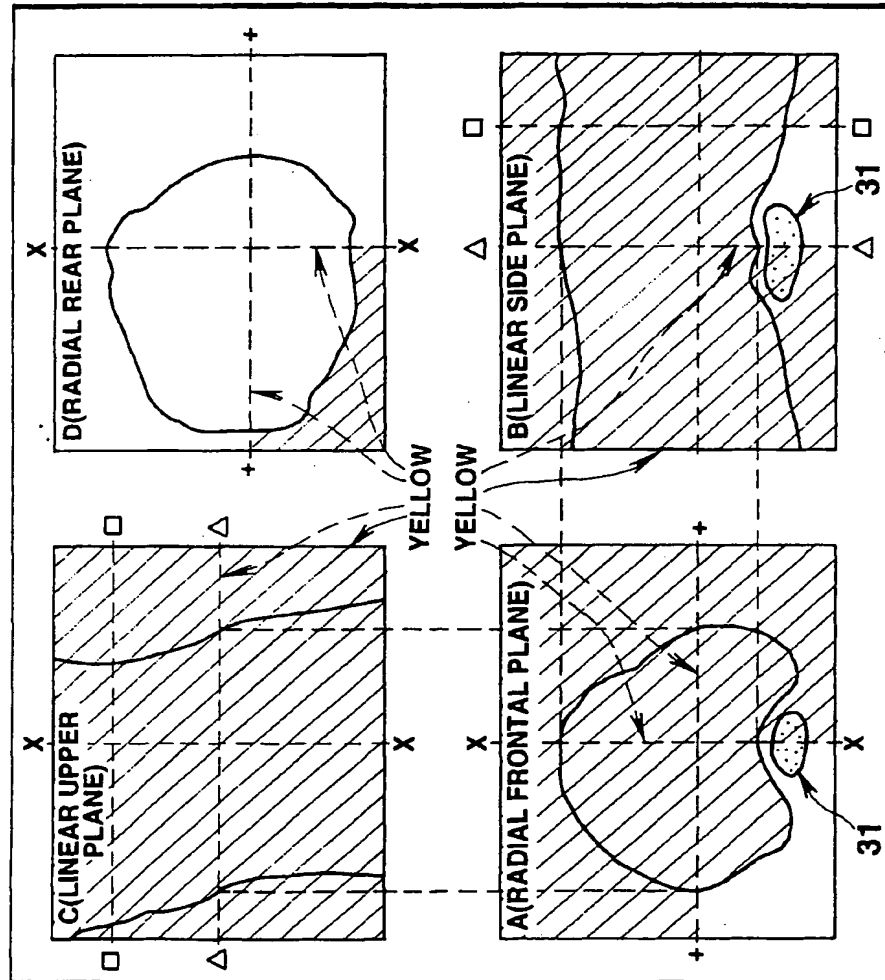 C(LINEAR UPPER
PLANE)
X
X
□
□
△
△
D(RADIAL REAR PLANE)
X
X
+
+
YELLOW
YELLOW
A(RADIAL FRONTAL PLANE)
X
X
+
+
31
B(LINEAR SIDE PLANE)
△
△
□
□
31